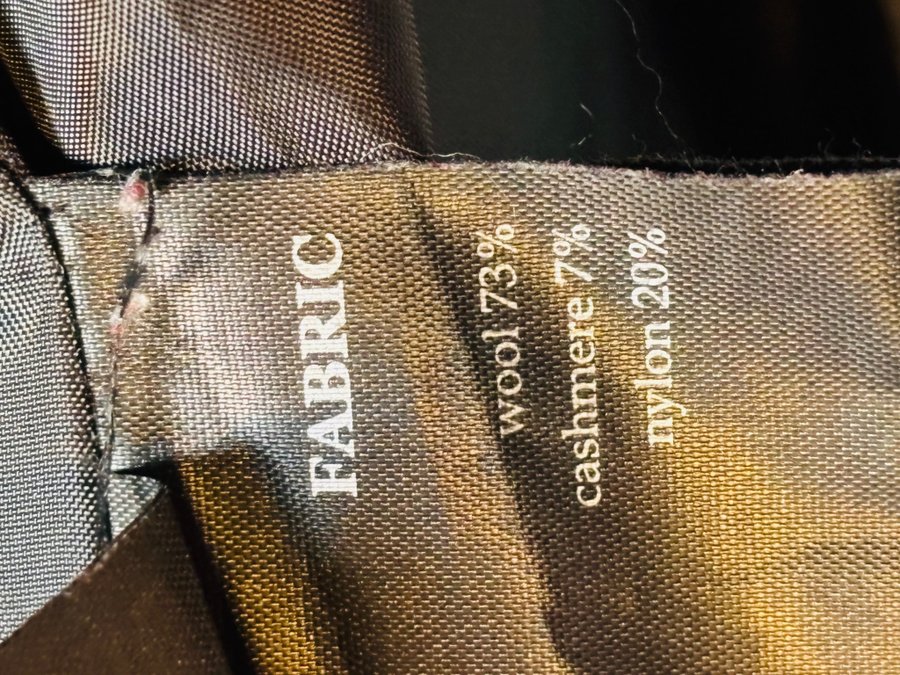 FABRIC
wool 73%
cashmere 7%
nylon 20%